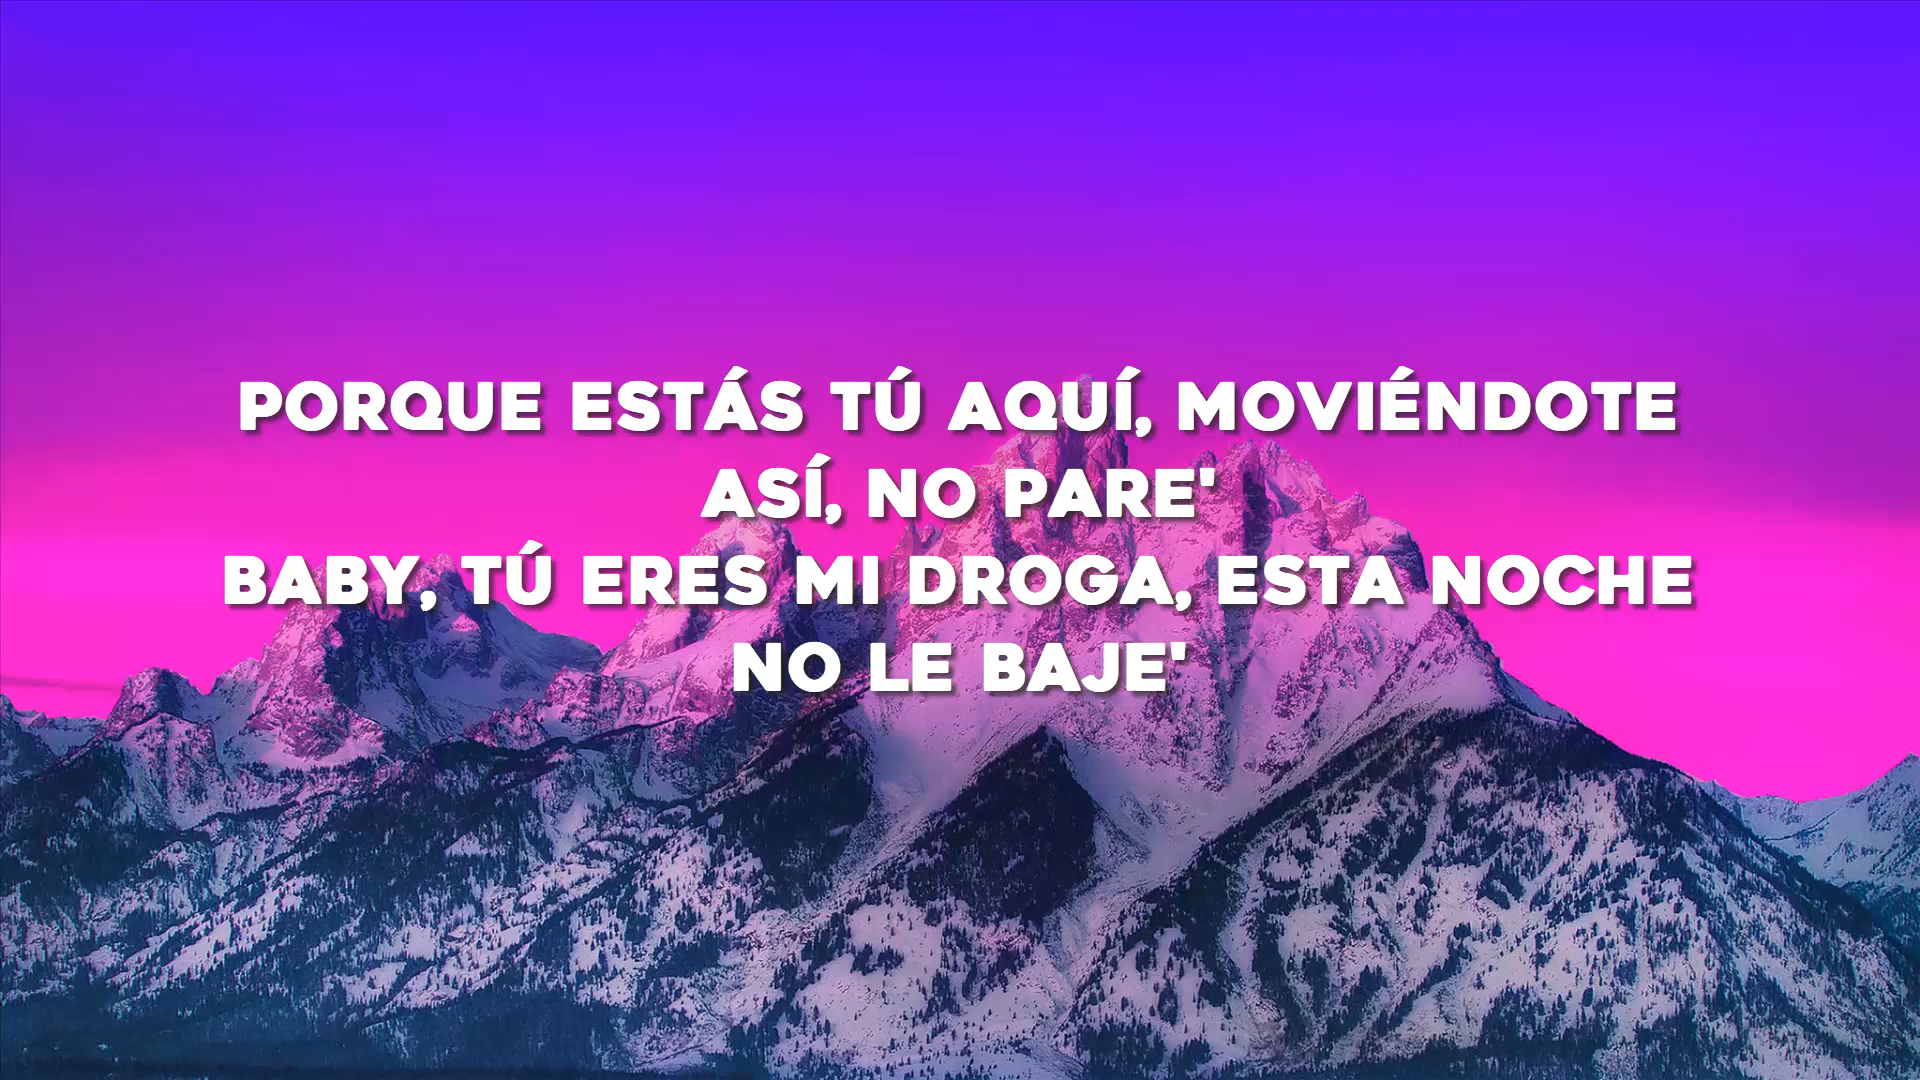 PORQUE ESTÁS TÚ AQUÍ, MOVIÉNDOTE
ASÍ, NO PARE'
BABY, TÚ ERES MI DROGA, ESTA NOCHE
NO LE BAJE'